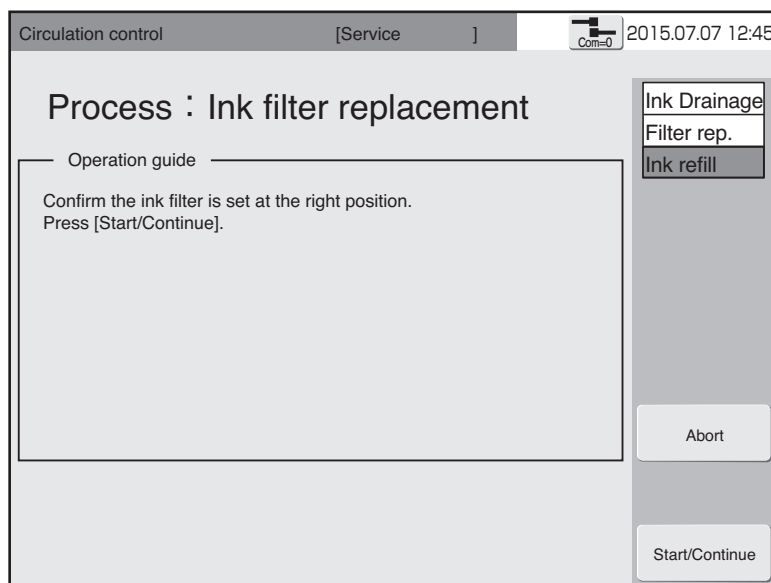 Circulation control [Service ] Com=0 2015.07.07 12:45
Process：Ink filter replacement
Operation guide
Confirm the ink filter is set at the right position.
Press [Start/Continue].
Ink Drainage
Filter rep.
Ink refill
Abort
Start/Continue